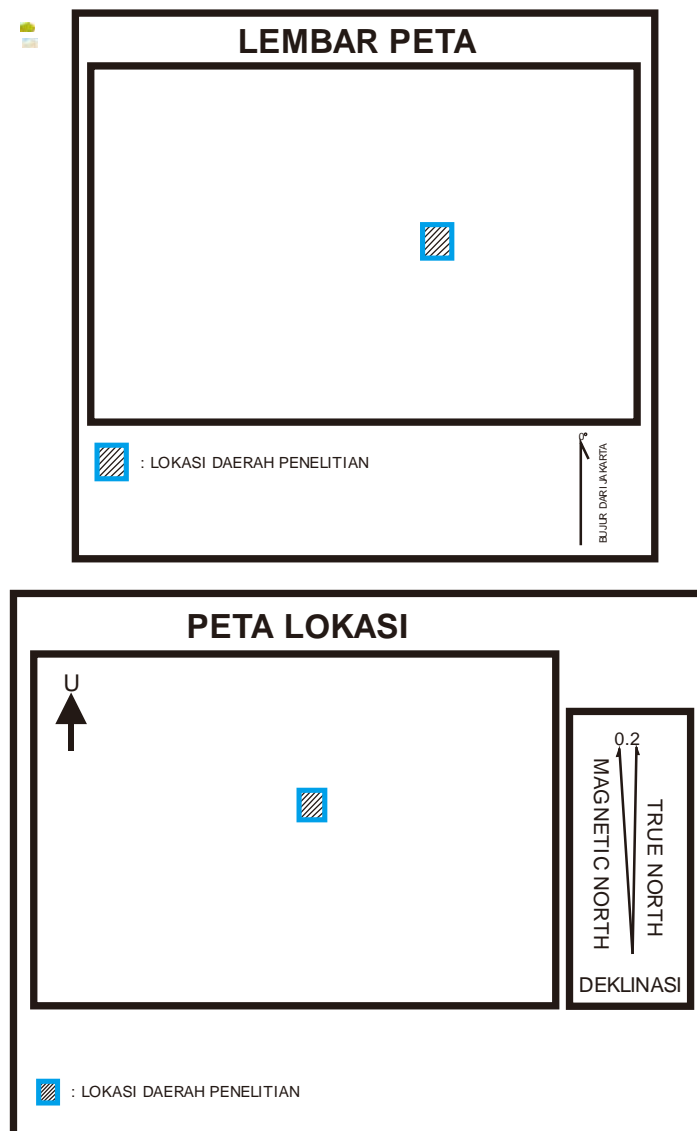 LEMBAR PETA
: LOKASI DAERAH PENELITIAN
0°
BUJUR DARI JAKARTA
PETA LOKASI
U
0.2
MAGNETIC NORTH
TRUE NORTH
DEKLINASI
: LOKASI DAERAH PENELITIAN